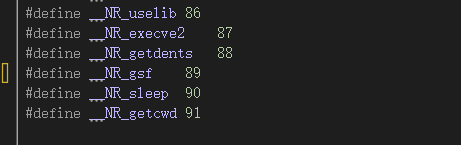 #define __NR_uselib 86
#define __NR_execve2 87
#define __NR_getdents 88
#define __NR_gsf 89
#define __NR_sleep 90
#define __NR_getcwd 91